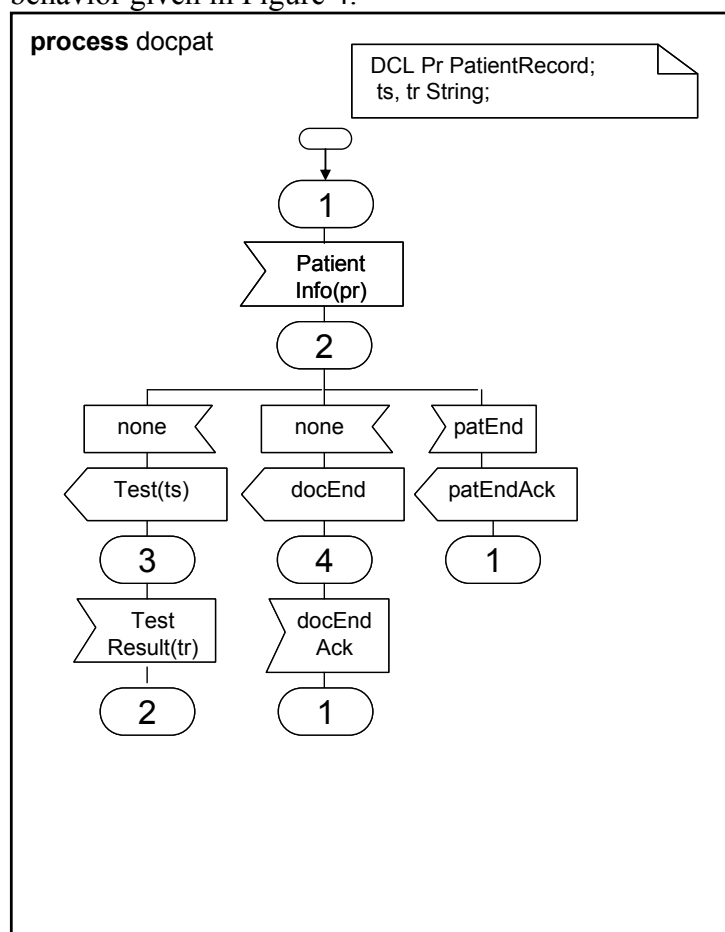 behavior given in Figure 4.
process docpat
DCL Pr PatientRecord;
ts, tr String;
1
Patient
Info(pr)
2
none
none
patEnd
Test(ts)
docEnd
patEndAck
3
4
1
Test
Result(tr)
docEnd
Ack
2
1